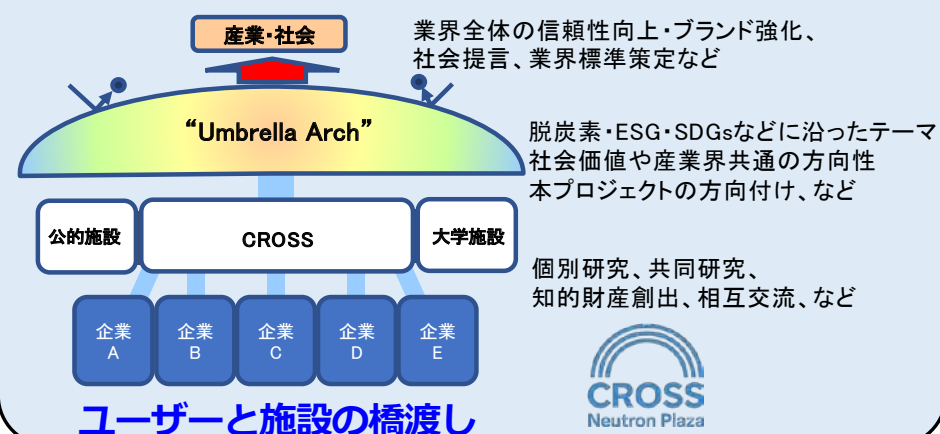 産業・社会
業界全体の信頼性向上・ブランド強化、
社会提言、業界標準策定など
“Umbrella Arch”
脱炭素・ESG・SDGsなどに沿ったテーマ
社会価値や産業界共通の方向性
本プロジェクトの方向付け、など
公的施設
CROSS
大学施設
個別研究、共同研究、
知的財産創出、相互交流、など
企業
A
企業
B
企業
C
企業
D
企業
E
CROSS
Neutron Plaza
ユーザーと施設の橋渡し